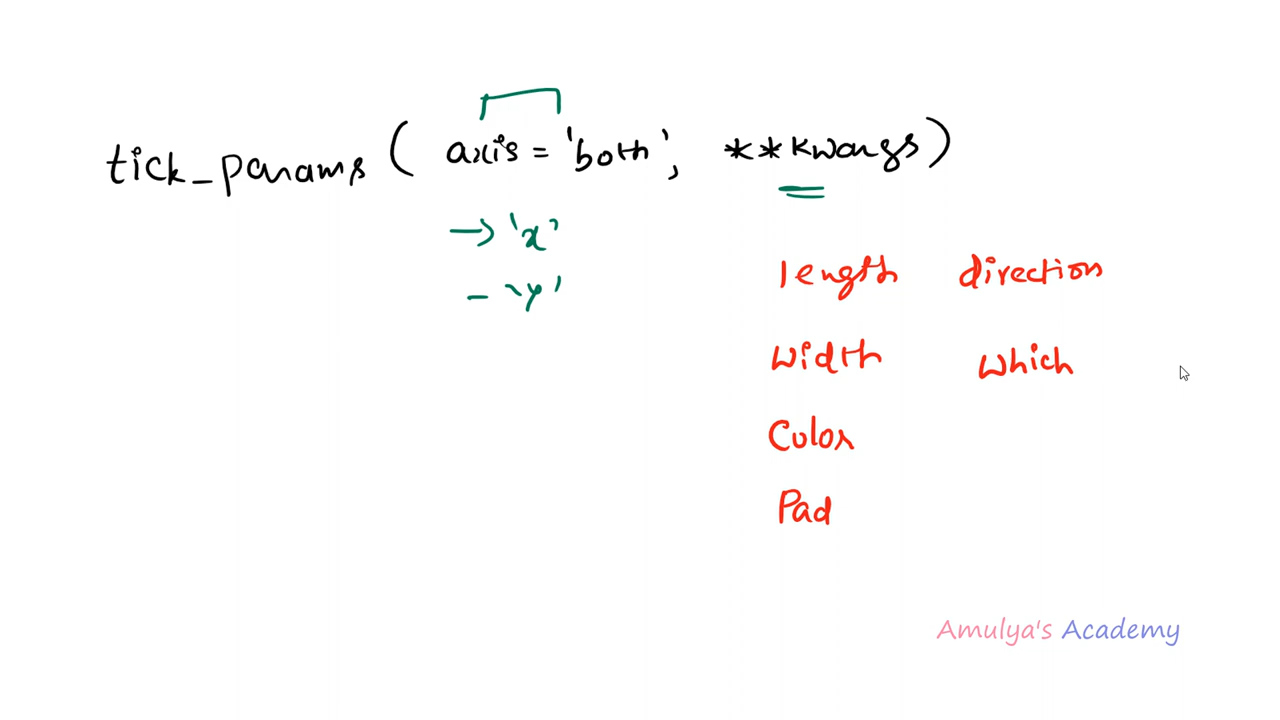 tick_params ( axis = 'both', **kwargs )
→ 'x'
- 'y'
length direction
width which
Color
Pad
Amulya's Academy